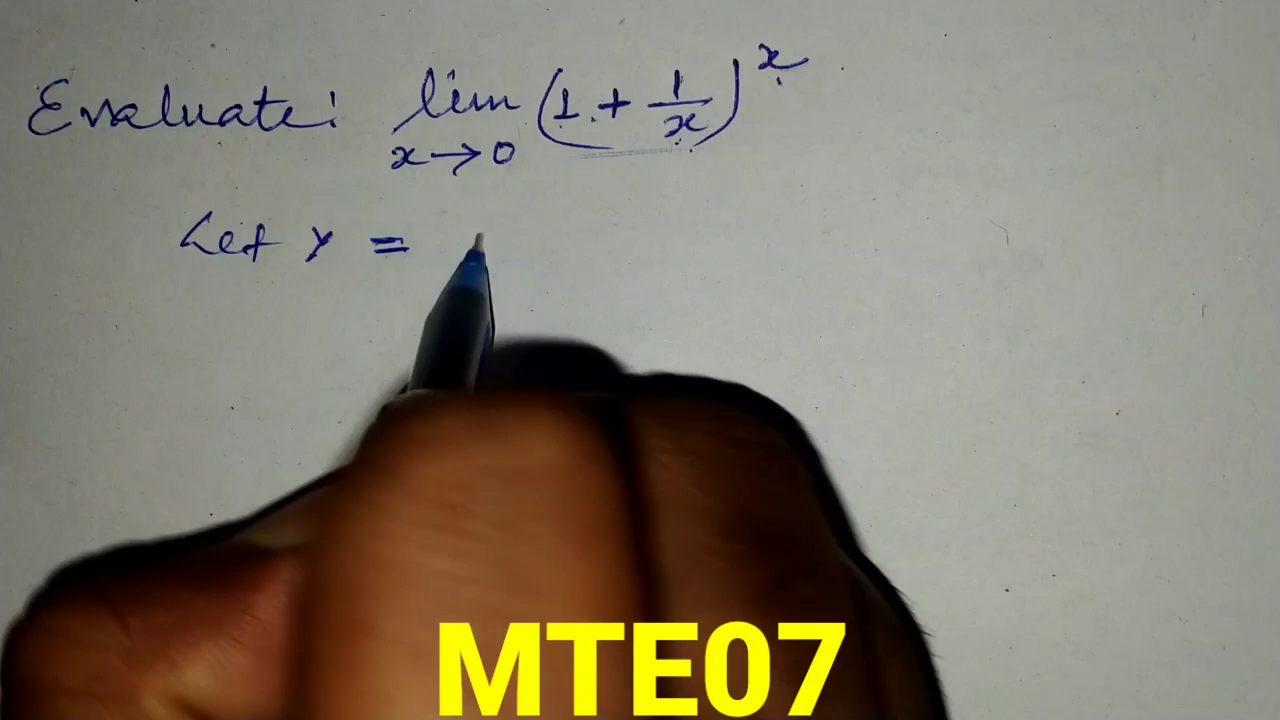 Evaluate: lim x→0 (1 + 1/x)^x
Let y =
MTE07